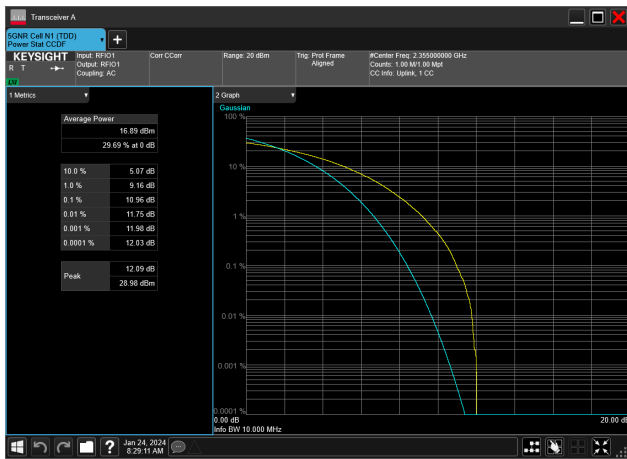 Transceiver A
5GNR Cell N1 (TDD)
Power Stat CCDF
KEYSIGHT
R T
Input: RFIO1
Output: RFIO1
Coupling: AC
Corr CCorr
Range: 20 dBm
Trig: Prot Frame
Aligned
#Center Freq: 2.355000000 GHz
Counts: 1.00 M/1.00 Mpt
CC Info: Uplink, 1 CC
1 Metrics
Average Power
16.89 dBm
29.69 % at 0 dB
10.0 % 5.07 dB
1.0 % 9.16 dB
0.1 % 10.96 dB
0.01 % 11.75 dB
0.001 % 11.98 dB
0.0001 % 12.03 dB
Peak
12.09 dB
28.98 dBm
2 Graph
Gaussian
100 %
10 %
1 %
0.1 %
0.01 %
0.001 %
0.0001 %
0.00 dB
20.00 dB
Info BW 10.000 MHz
Jan 24, 2024
8:29:11 AM